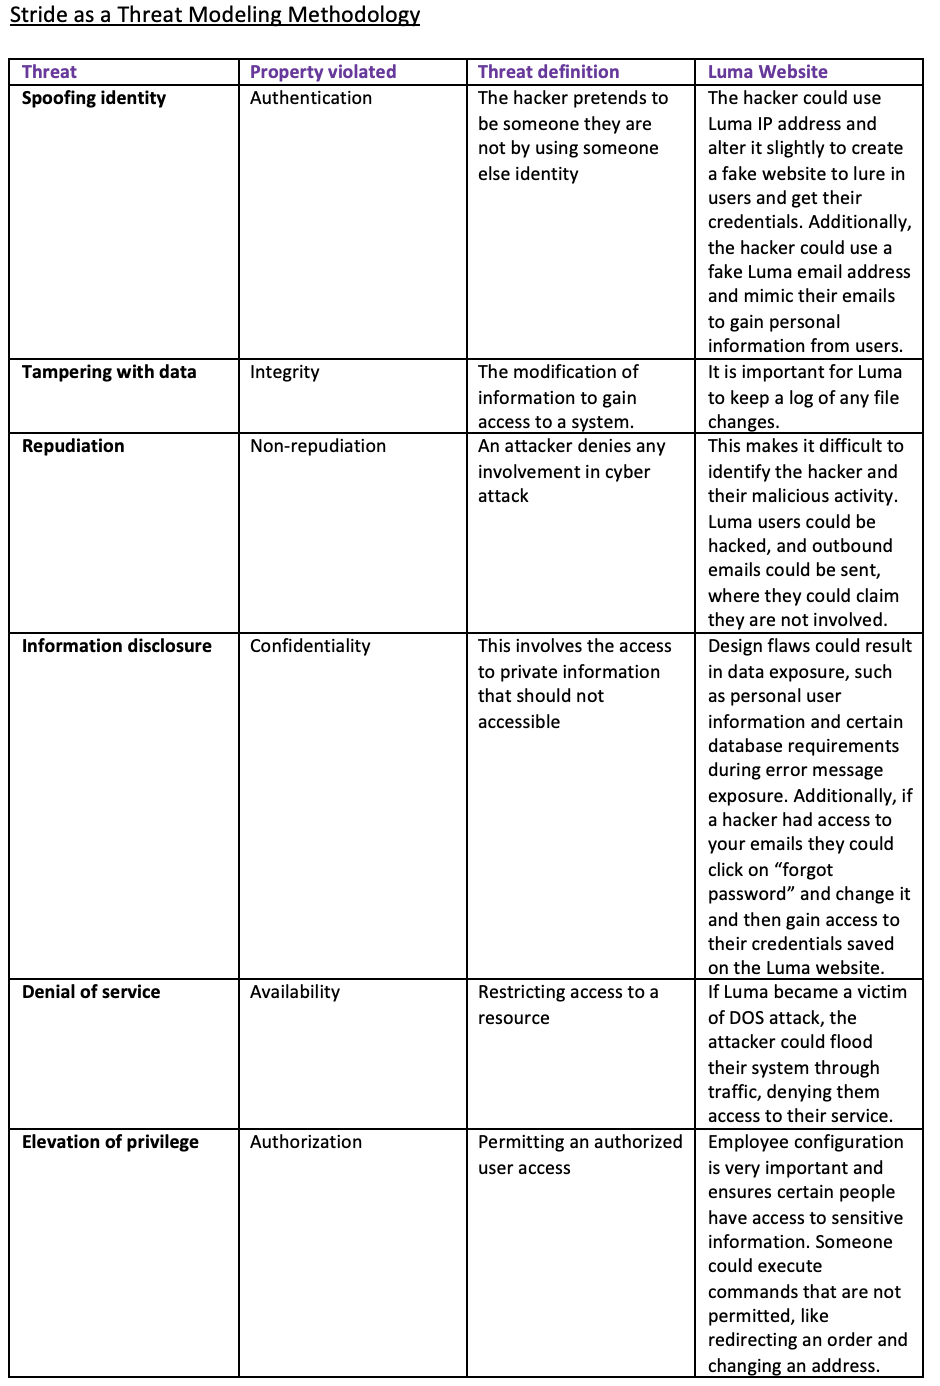 Stride as a Threat Modeling Methodology
Threat
Property violated
Threat definition
Luma Website
Spoofing identity
Authentication
The hacker pretends to
be someone they are
not by using someone
else identity
The hacker could use
Luma IP address and
alter it slightly to create
a fake website to lure in
users and get their
credentials. Additionally,
the hacker could use a
fake Luma email address
and mimic their emails
to gain personal
information from users.
Tampering with data
Integrity
The modification of
information to gain
access to a system.
It is important for Luma
to keep a log of any file
changes.
Repudiation
Non-repudiation
An attacker denies any
involvement in cyber
attack
This makes it difficult to
identify the hacker and
their malicious activity.
Luma users could be
hacked, and outbound
emails could be sent,
where they could claim
they are not involved.
Information disclosure
Confidentiality
This involves the access
to private information
that should not
accessible
Design flaws could result
in data exposure, such
as personal user
information and certain
database requirements
during error message
exposure. Additionally, if
a hacker had access to
your emails they could
click on “forgot
password” and change it
and then gain access to
their credentials saved
on the Luma website.
Denial of service
Availability
Restricting access to a
resource
If Luma became a victim
of DOS attack, the
attacker could flood
their system through
traffic, denying them
access to their service.
Elevation of privilege
Authorization
Permitting an authorized
user access
Employee configuration
is very important and
ensures certain people
have access to sensitive
information. Someone
could execute
commands that are not
permitted, like
redirecting an order and
changing an address.